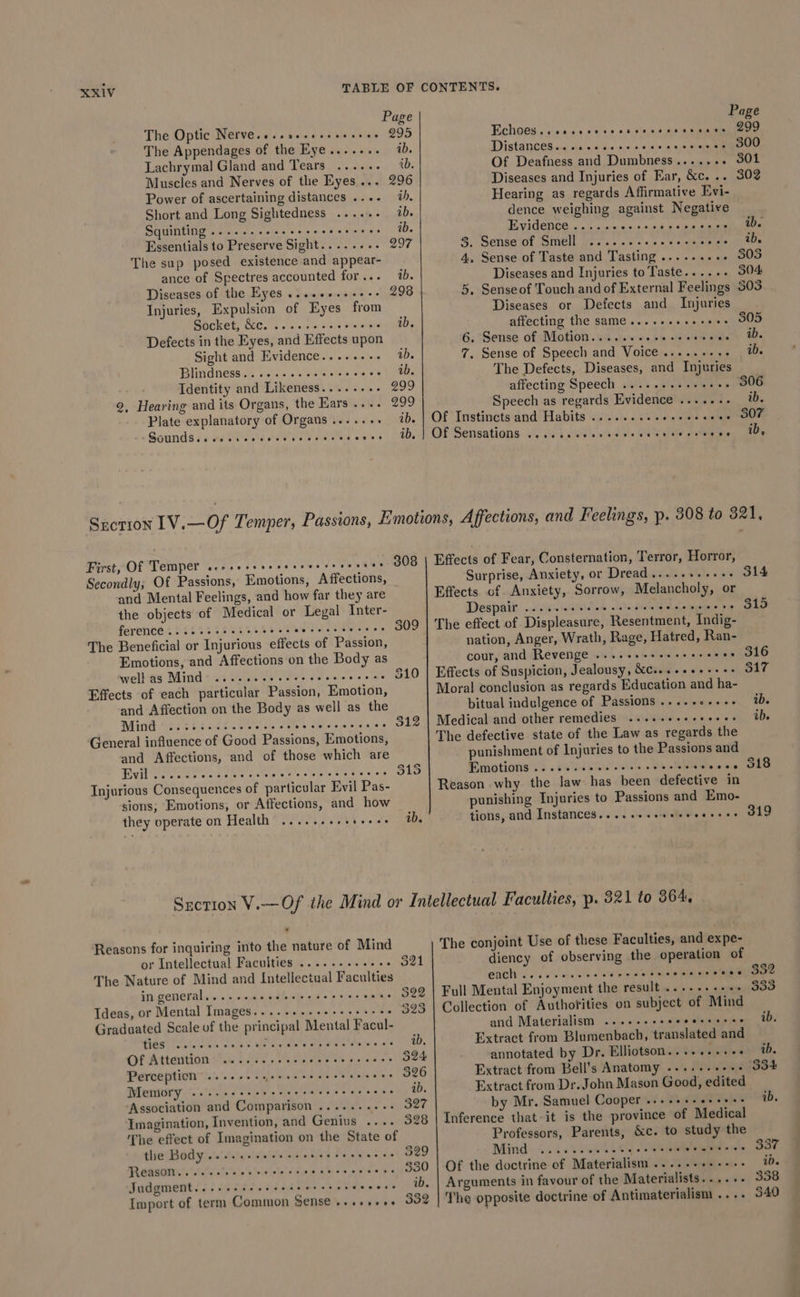 xxiv
TABLE OF CONTENTS.
Page
The Optic Nerve............... 295
The Appendages of the Eye....... ib.
Lachrymal Gland and Tears ...... ib.
Muscles and Nerves of the Eyes... 296
Power of ascertaining distances .... ib.
Short and Long Sightedness ...... ib.
Squinting ...................... ib.
Essentials to Preserve Sight........ 297
The sup posed existence and appear-
ance of Spectres accounted for... ib.
Diseases of the Eyes ............ 298
Injuries, Expulsion of Eyes from
Socket, &c. ................ ib.
Defects in the Eyes, and Effects upon
Sight and Evidence........ ib.
Blindness.................... ib.
Identity and Likeness........ 299
2. Hearing and its Organs, the Ears .... 299
Plate explanatory of Organs ....... ib.
Sounds...................... ib.
Page
Echoes...................... 299
Distances.................... 300
Of Deafness and Dumbness....... 301
Diseases and Injuries of Ear, &c. .. 302
Hearing as regards Affirmative Evi-
dence weighing against Negative
Evidence .................. ib.
3. Sense of Smell .................. ib.
4. Sense of Taste and Tasting ......... 303
Diseases and Injuries to Taste...... 304
5. Sense of Touch and of External Feelings 303
Diseases or Defects and Injuries
affecting the same............ 305
6. Sense of Motion.................. ib.
7. Sense of Speech and Voice ......... ib.
The Defects, Diseases, and Injuries
affecting Speech .............. 306
Speech as regards Evidence ....... ib.
Of Instincts and Habits ................ 307
Of Sensations ........................ ib.
Section IV.—Of Temper, Passions, Emotions, Affections, and Feelings, p. 308 to 321.
First, Of Temper .................... 308
Secondly, Of Passions, Emotions, Affections,
and Mental Feelings, and how far they are
the objects of Medical or Legal Inter-
ference ........................ 309
The Beneficial or Injurious effects of Passion,
Emotions, and Affections on the Body as
well as Mind .................... 310
Effects of each particular Passion, Emotion,
and Affection on the Body as well as the
Mind ........................ 312
General influence of Good Passions, Emotions,
and Affections, and of those which are
Evil .......................... 313
Injurious Consequences of particular Evil Pas-
sions, Emotions, or Affections, and how
they operate on Health .............. ib.
Effects of Fear, Consternation, Terror, Horror,
Surprise, Anxiety, or Dread........... 314
Effects of Anxiety, Sorrow, Melancholy, or
Despair ........................ 315
The effect of Displeasure, Resentment, Indig-
nation, Anger, Wrath, Rage, Hatred, Ran-
cour, and Revenge ................ 316
Effects of Suspicion, Jealousy, &c........... 317
Moral conclusion as regards Education and ha-
bitual indulgence of Passions .......... ib.
Medical and other remedies .............. ib.
The defective state of the Law as regards the
punishment of Injuries to the Passions and
Emotions ...................... 318
Reason why the law has been defective in
punishing Injuries to Passions and Emo-
tions, and Instances................ 319
Section V.—Of the Mind or Intellectual Faculties, p. 321 to 364.
Reasons for inquiring into the nature of Mind
or Intellectual Faculties ............ 321
The Nature of Mind and Intellectual Faculties
in general...................... 322
Ideas, or Mental Images................ 323
Graduated Scale of the principal Mental Facul-
ties .......................... ib.
Of Attention ........................ 324
Perception .......................... 326
Memory ............................ ib.
Association and Comparison .......... 327
Imagination, Invention, and Genius .... 328
The effect of Imagination on the State of
the Body ...................... 329
Reason............................ 330
Judgment.......................... ib.
Import of term Common Sense ........ 332
The conjoint Use of these Faculties, and expe-
diency of observing the operation of
each .......................... 332
Full Mental Enjoyment the result .......... 333
Collection of Authorities on subject of Mind
and Materialism .................. ib.
Extract from Blumenbach, translated and
annotated by Dr. Elliotson.......... ib.
Extract from Bell's Anatomy .......... 334
Extract from Dr. John Mason Good, edited
by Mr. Samuel Cooper .............. ib.
Inference that it is the province of Medical
Professors, Parents, &c. to study the
Mind ........................ 337
Of the doctrine of Materialism ............ ib.
Arguments in favour of the Materialists...... 338
The opposite doctrine of Antimaterialism .... 340